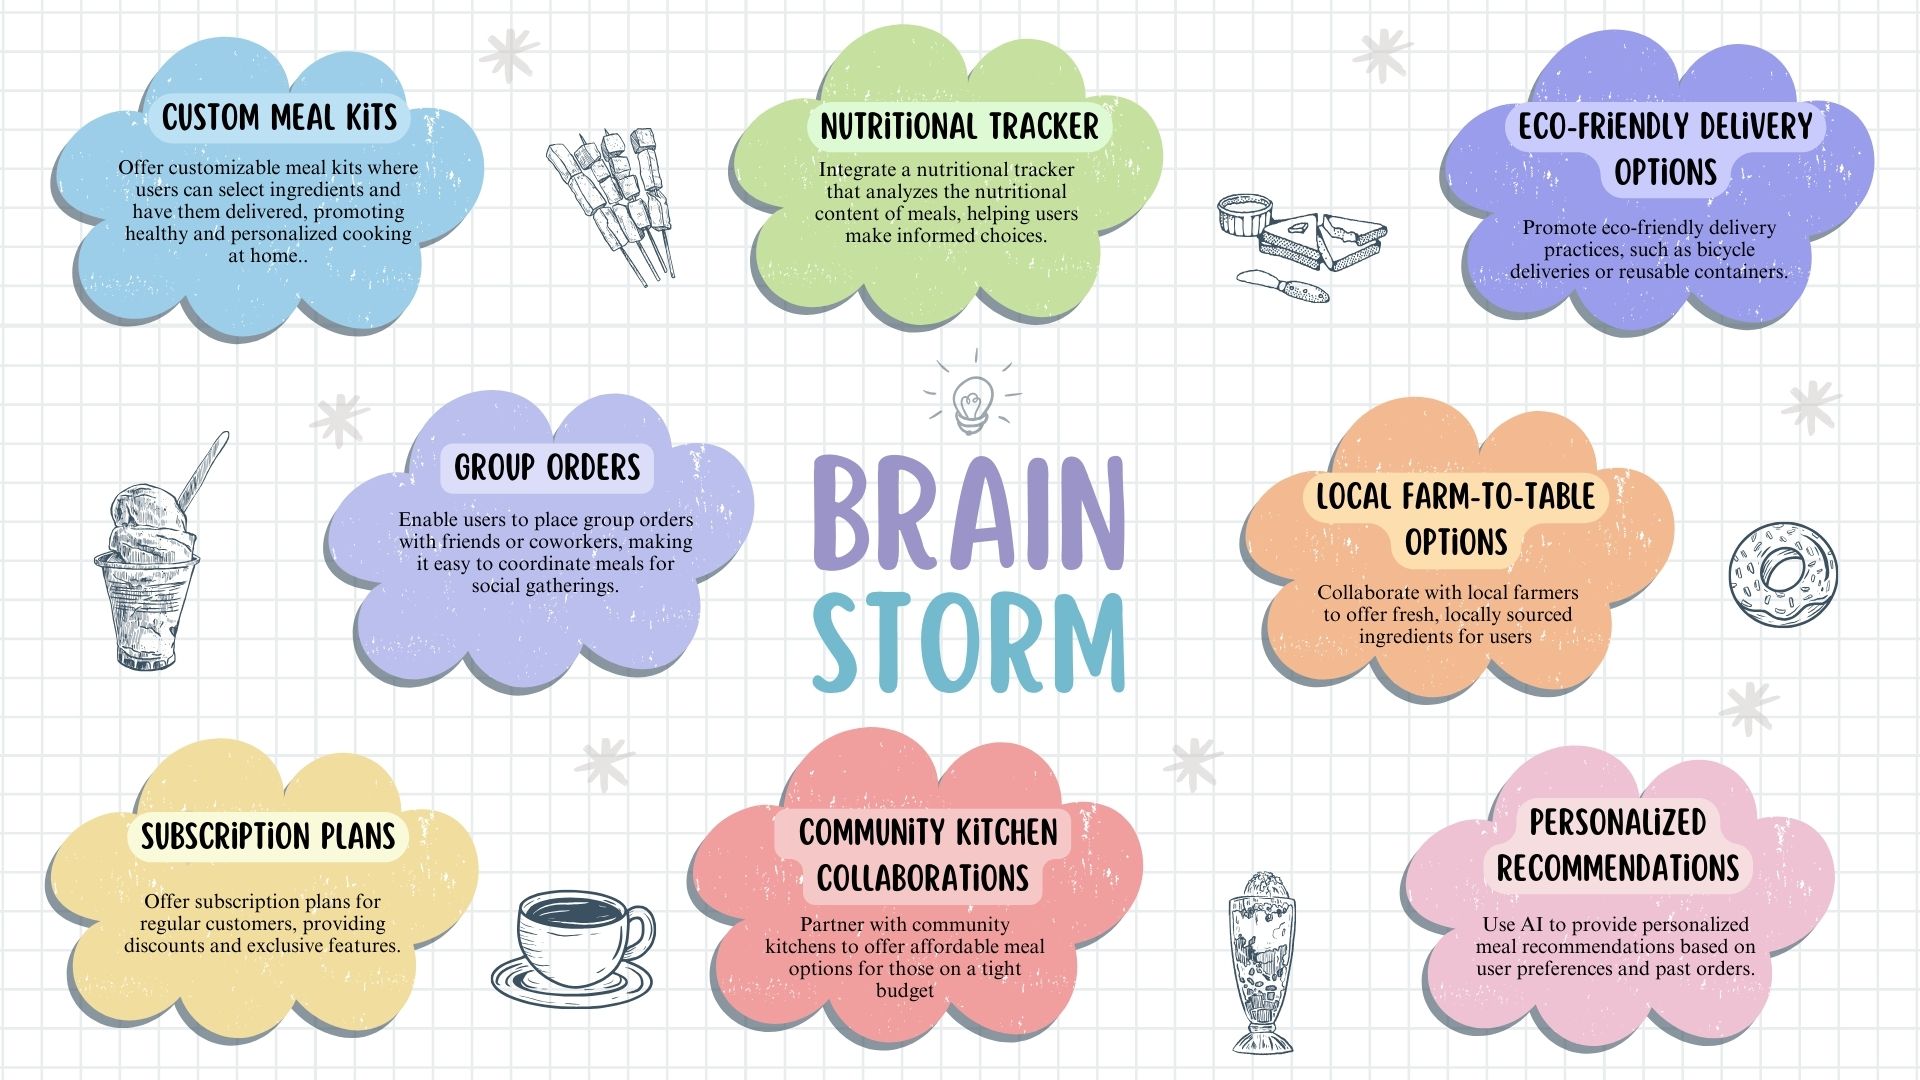 CUSTOM MEAL KITS
Offer customizable meal kits where
users can select ingredients and
have them delivered, promoting
healthy and personalized cooking
at home..
NUTRITIONAL TRACKER
Integrate a nutritional tracker
that analyzes the nutritional
content of meals, helping users
make informed choices.
ECO-FRIENDLY DELIVERY
OPTIONS
Promote eco-friendly delivery
practices, such as bicycle
deliveries or reusable containers.
GROUP ORDERS
Enable users to place group orders
with friends or coworkers, making
it easy to coordinate meals for
social gatherings.
BRAIN
STORM
LOCAL FARM-TO-TABLE
OPTIONS
Collaborate with local farmers
to offer fresh, locally sourced
ingredients for users
SUBSCRIPTION PLANS
Offer subscription plans for
regular customers, providing
discounts and exclusive features.
COMMUNITY KITCHEN
COLLABORATIONS
Partner with community
kitchens to offer affordable meal
options for those on a tight
budget
PERSONALIZED
RECOMMENDATIONS
Use AI to provide personalized
meal recommendations based on
user preferences and past orders.